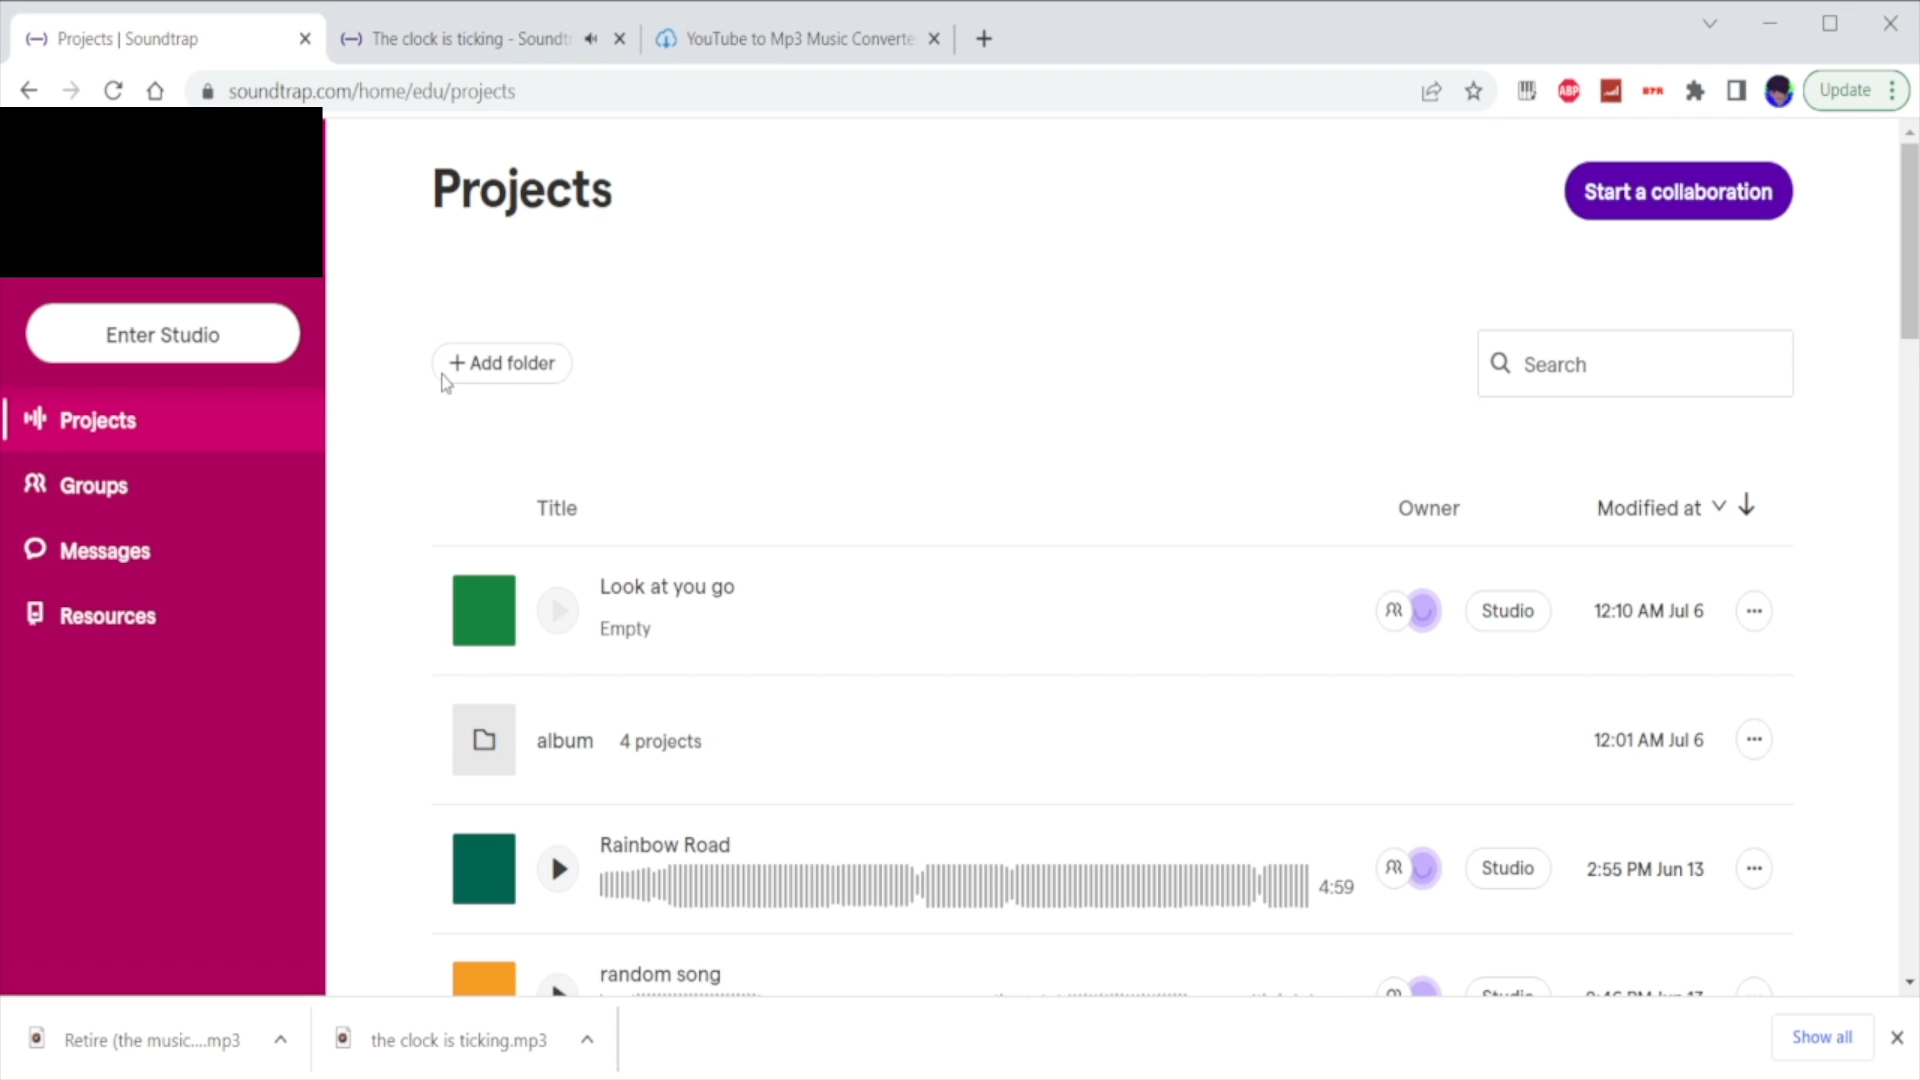 Projects | Soundtrap
The clock is ticking - Soundt
YouTube to Mp3 Music Converte
soundtrap.com/home/edu/projects
ABP
Update
Projects
Start a collaboration
Enter Studio
+ Add folder
Search
Projects
Groups
Messages
Resources
Title
Owner
Modified at
Look at you go
Empty
Studio
12:10 AM Jul 6
album
4 projects
12:01 AM Jul 6
Rainbow Road
4:59
Studio
2:55 PM Jun 13
random song
Studio
Retire (the music....mp3
the clock is ticking.mp3
Show all